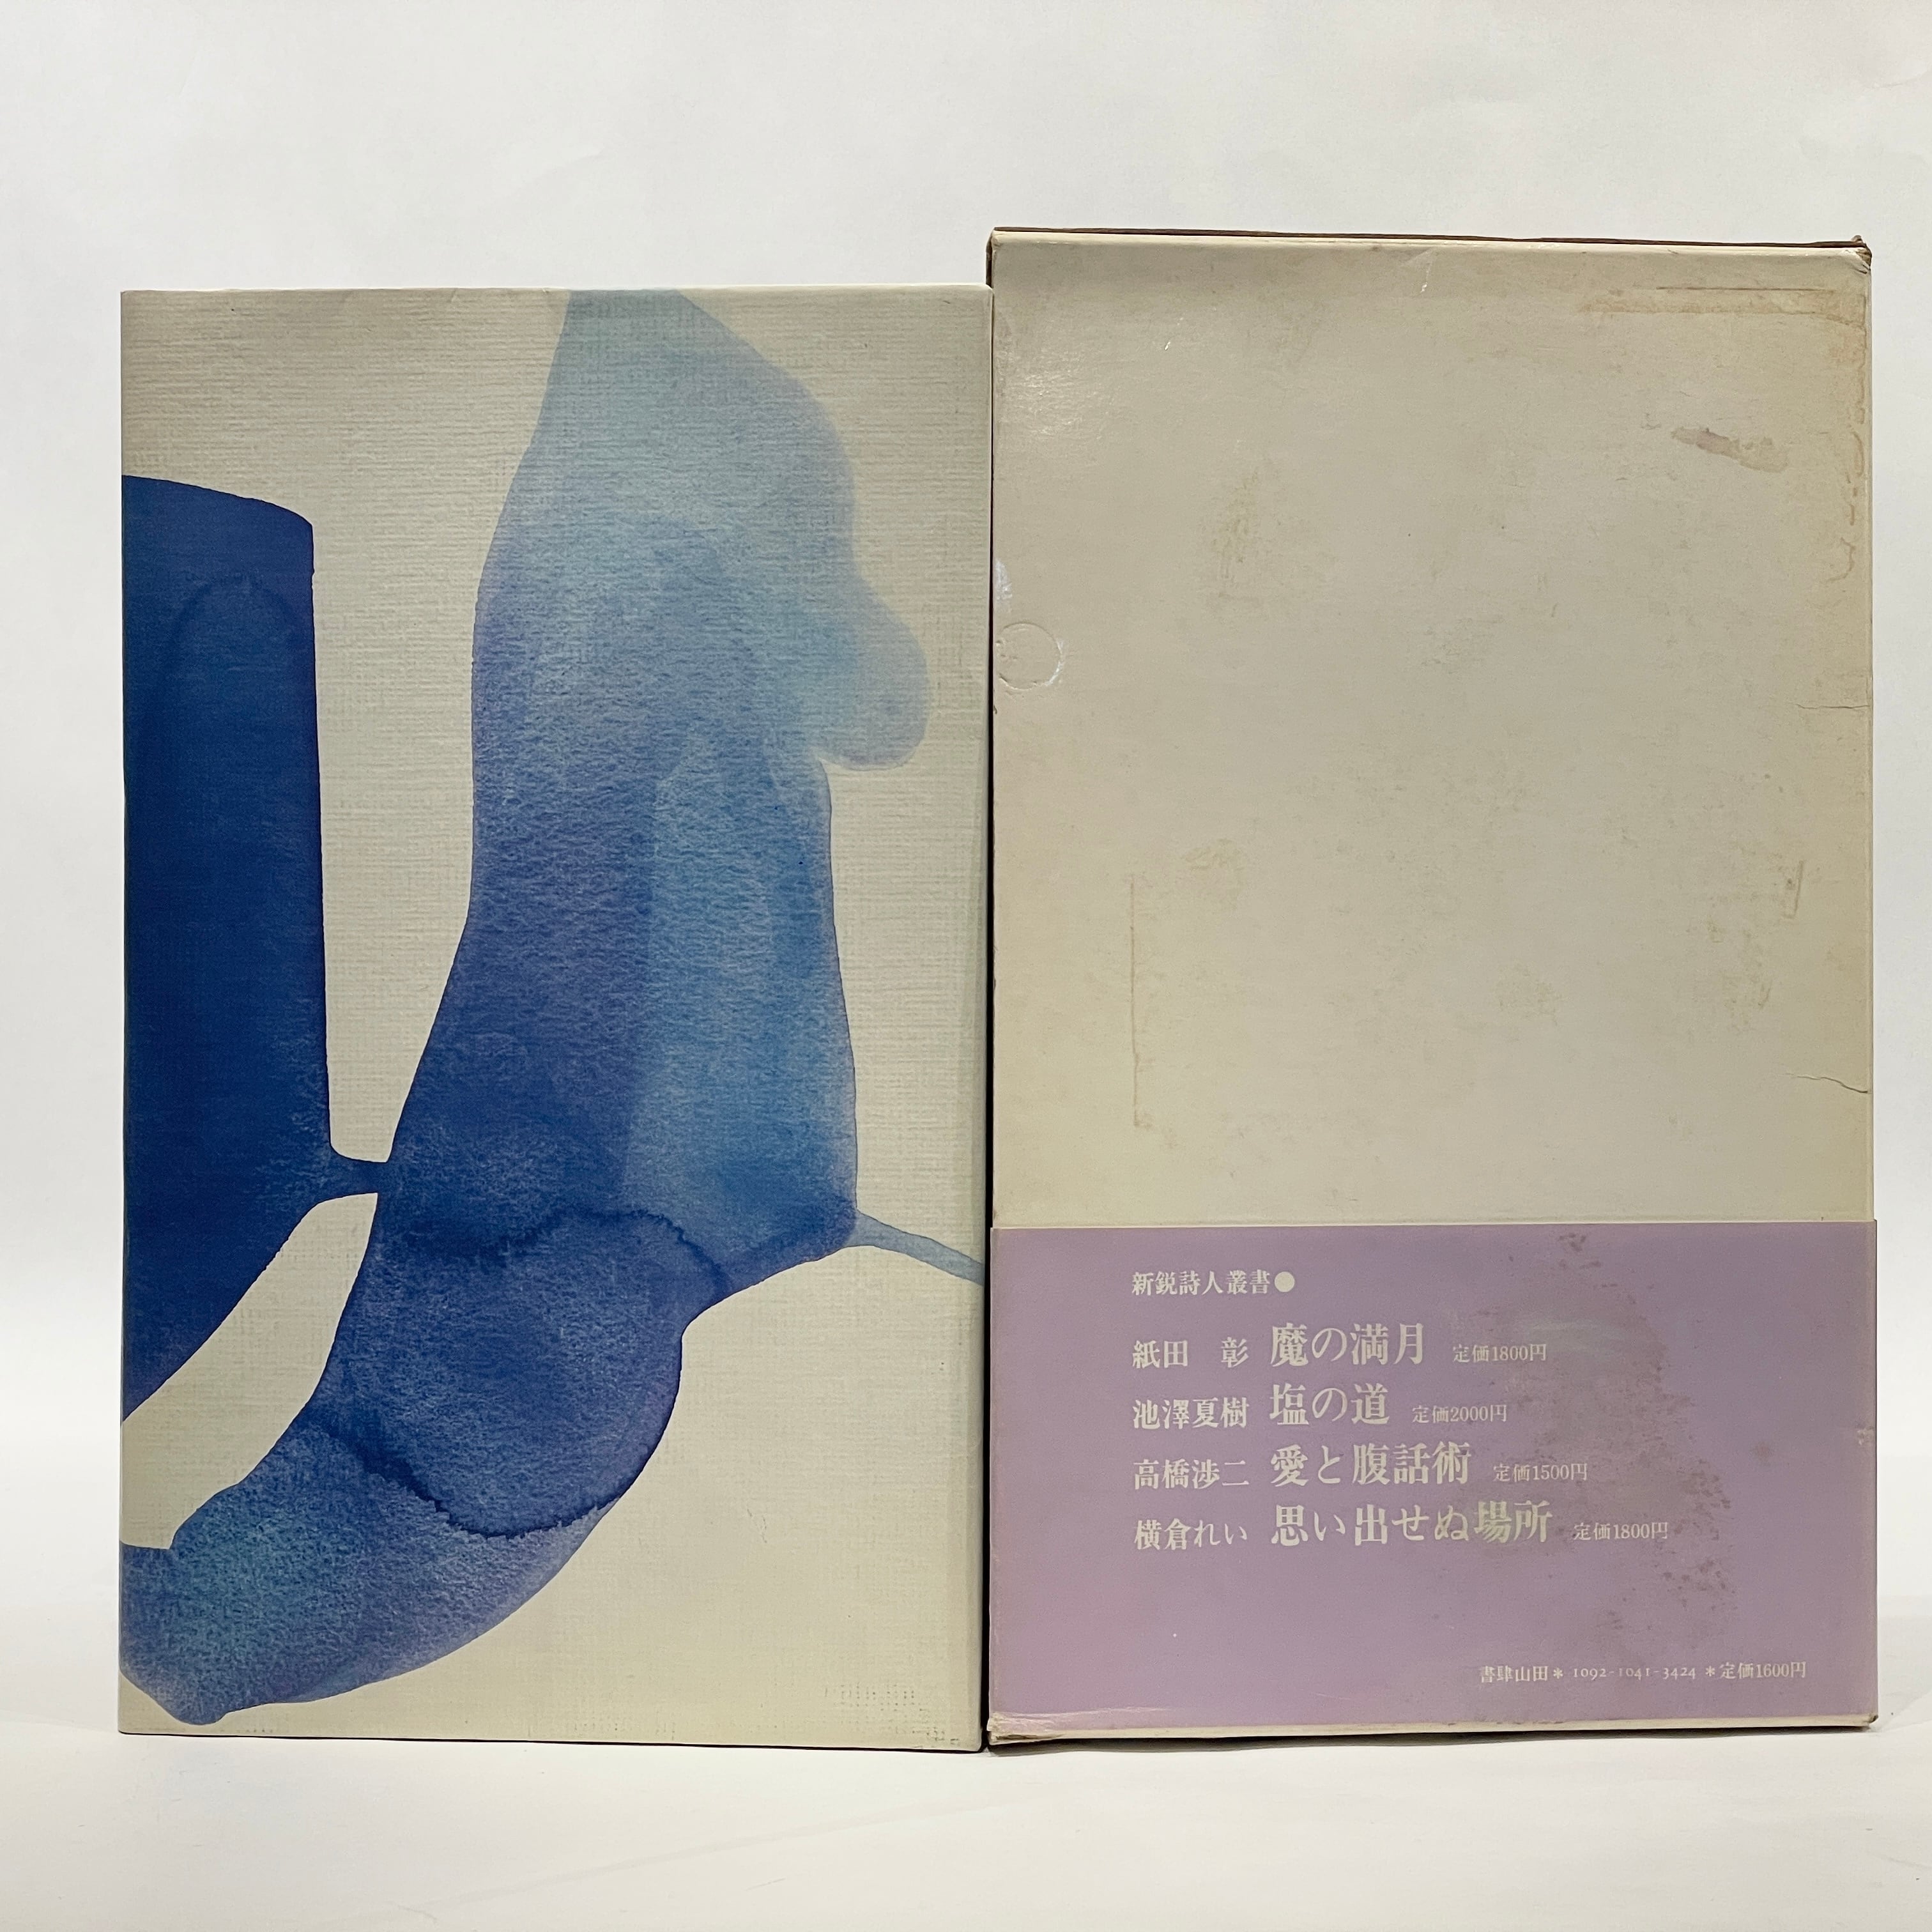 新鋭詩人叢書●
紙田　彰 魔の満月 定価1800円
池澤夏樹 塩の道 定価2000円
高橋渉二 愛と腹話術 定価1500円
横倉れい 思い出せぬ場所 定価1800円
書肆山田＊ 1092-1041-3424 ＊定価1600円